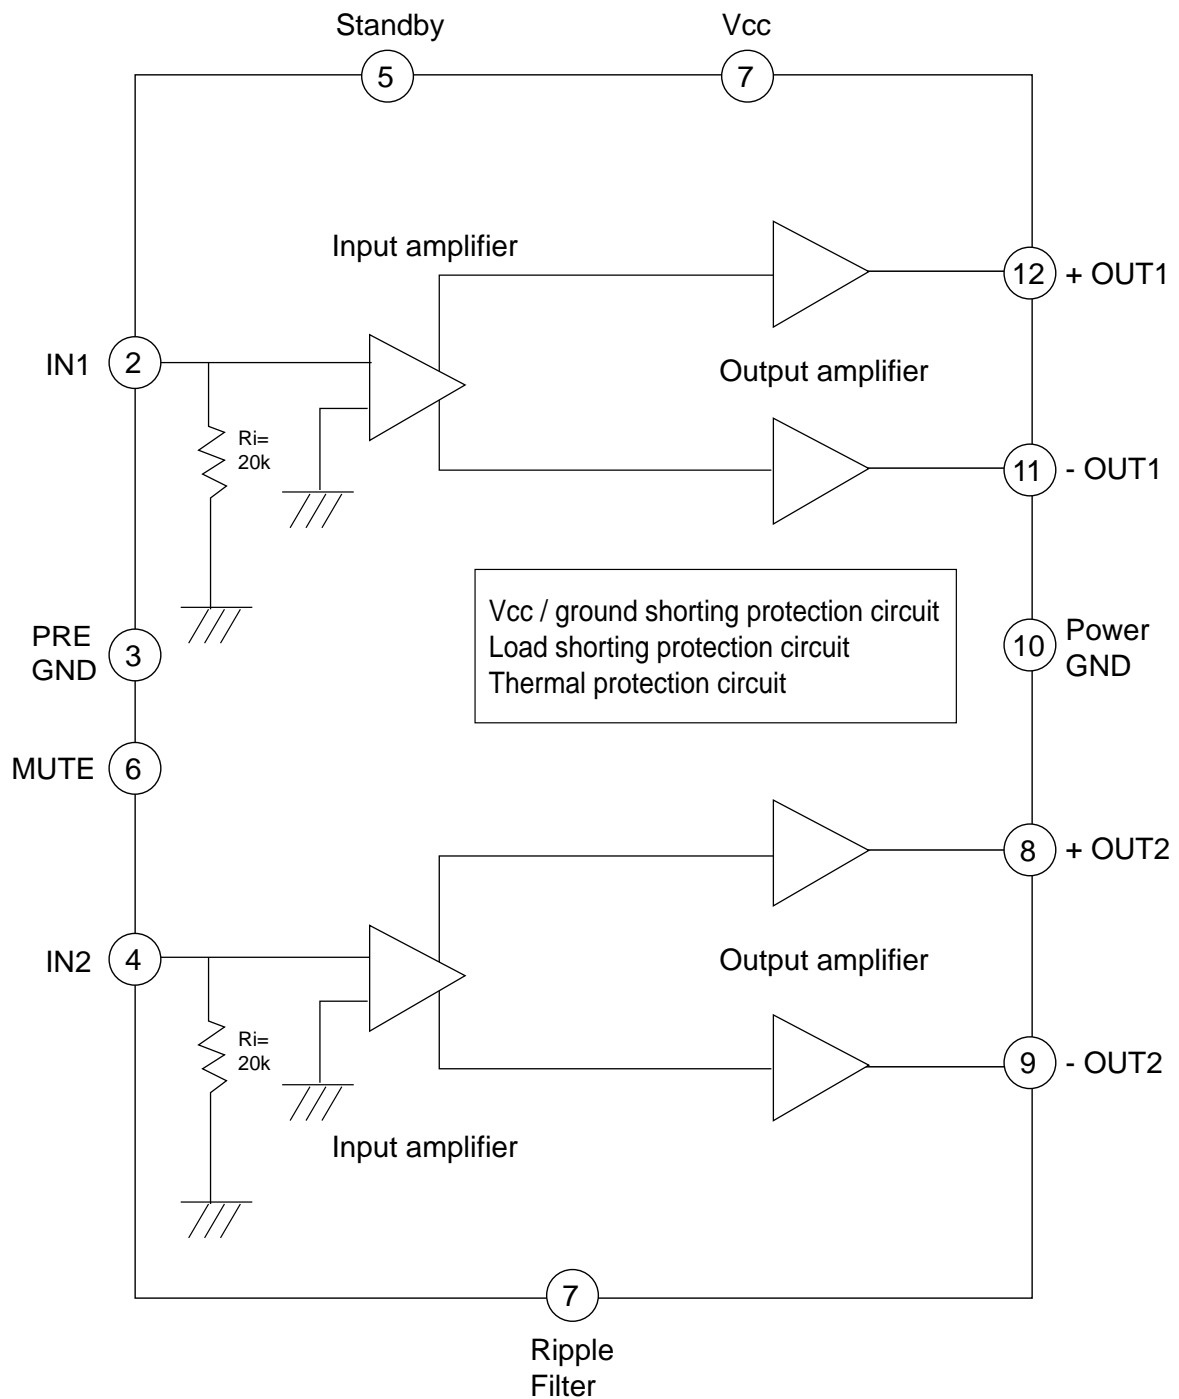 Standby
Vcc
5
7
Input amplifier
12
+ OUT1
IN1
2
Output amplifier
Ri=
20k
11
- OUT1
Vcc / ground shorting protection circuit
Load shorting protection circuit
Thermal protection circuit
PRE
GND
3
10
Power
GND
MUTE
6
8
+ OUT2
IN2
4
Output amplifier
Ri=
20k
9
- OUT2
Input amplifier
7
Ripple
Filter